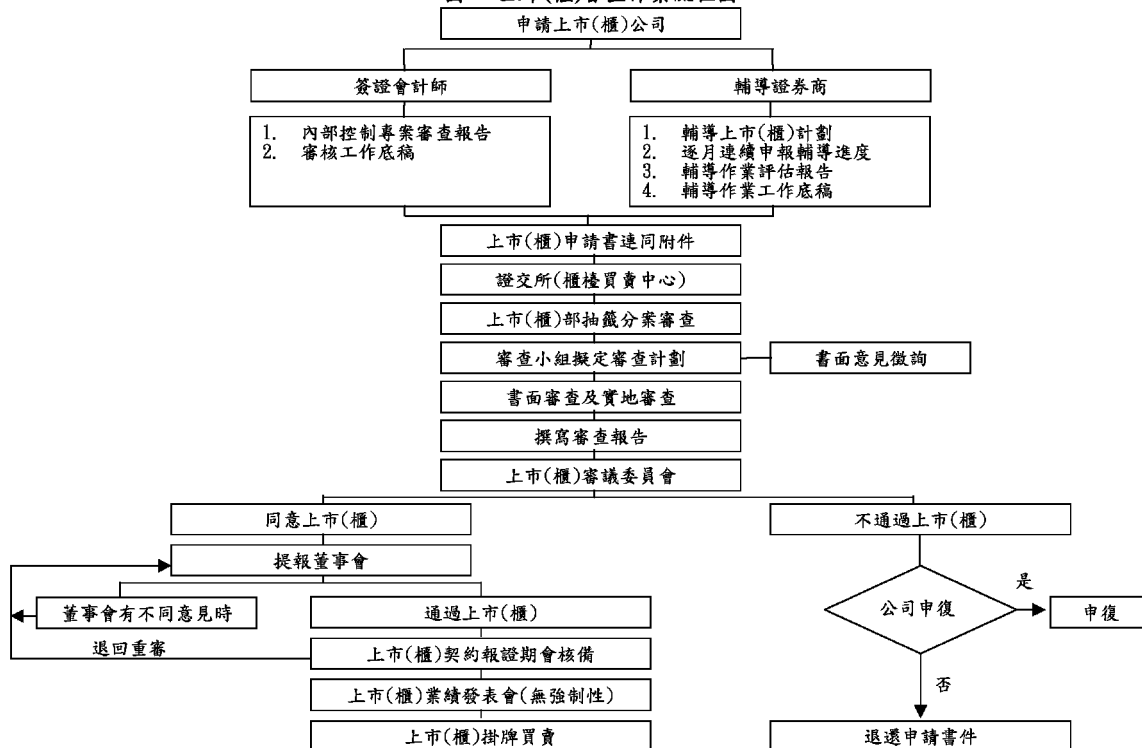 申請上市(櫃)公司
簽證會計師
輔導證券商
1. 內部控制專案審查報告
2. 審核工作底稿
1. 輔導上市(櫃)計劃
2. 逐月連續申報輔導進度
3. 輔導作業評估報告
4. 輔導作業工作底稿
上市(櫃)申請書連同附件
證交所(櫃檯買賣中心)
上市(櫃)部抽籤分案審查
審查小組擬定審查計劃
書面意見徵詢
書面審查及實地審查
撰寫審查報告
上市(櫃)審議委員會
同意上市(櫃)
不通過上市(櫃)
提報董事會
董事會有不同意見時
通過上市(櫃)
公司申復
是
申復
退回重審
上市(櫃)契約報證期會核備
上市(櫃)業績發表會(無強制性)
否
上市(櫃)掛牌買賣
退還申請書件